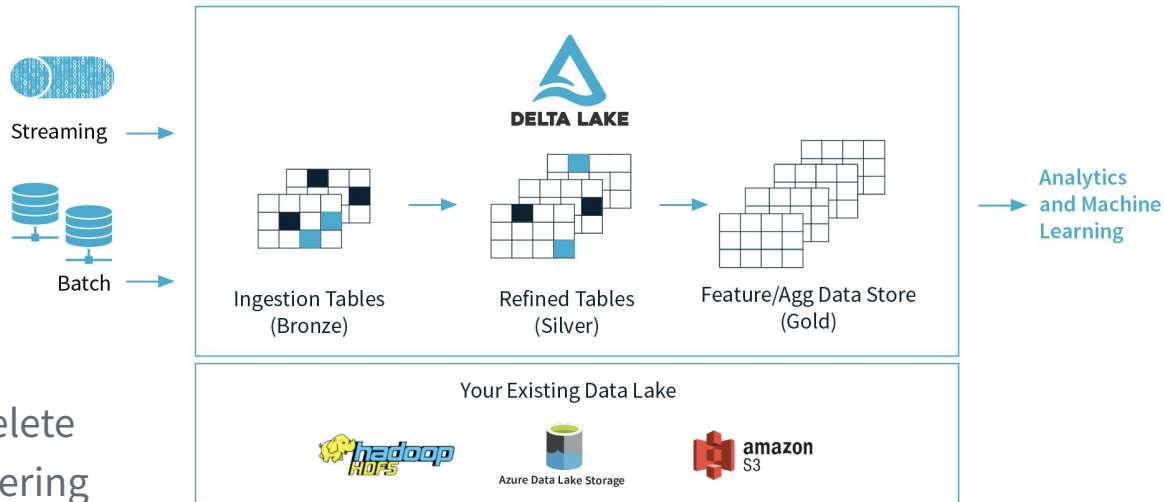 DELTA LAKE
Streaming
Batch
Ingestion Tables
(Bronze)
Refined Tables
(Silver)
Feature/Agg Data Store
(Gold)
Analytics
and Machine
Learning
Your Existing Data Lake
hadoop
HDFS
Azure Data Lake Storage
amazon
S3
elete
ering